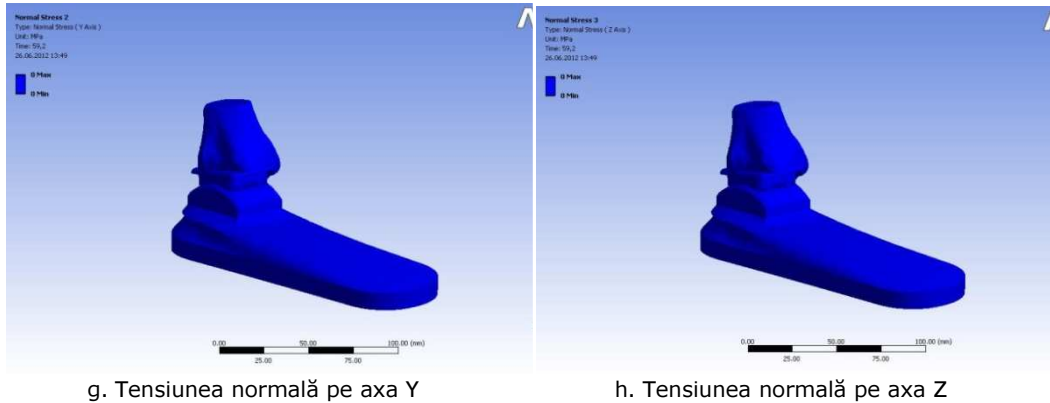 Normal Stress 2
Type: Normal Stress ( Y Axis )
Unit: MPa
Time: 59,2
26.06.2012 13:49
0 Max
0 Min
0.00 50.00 100.00 (mm)
25.00 75.00
g. Tensiunea normală pe axa Y
Normal Stress 3
Type: Normal Stress ( Z Axis )
Unit: MPa
Time: 59,2
26.06.2012 13:49
0 Max
0 Min
0.00 50.00 100.00 (mm)
25.00 75.00
h. Tensiunea normală pe axa Z